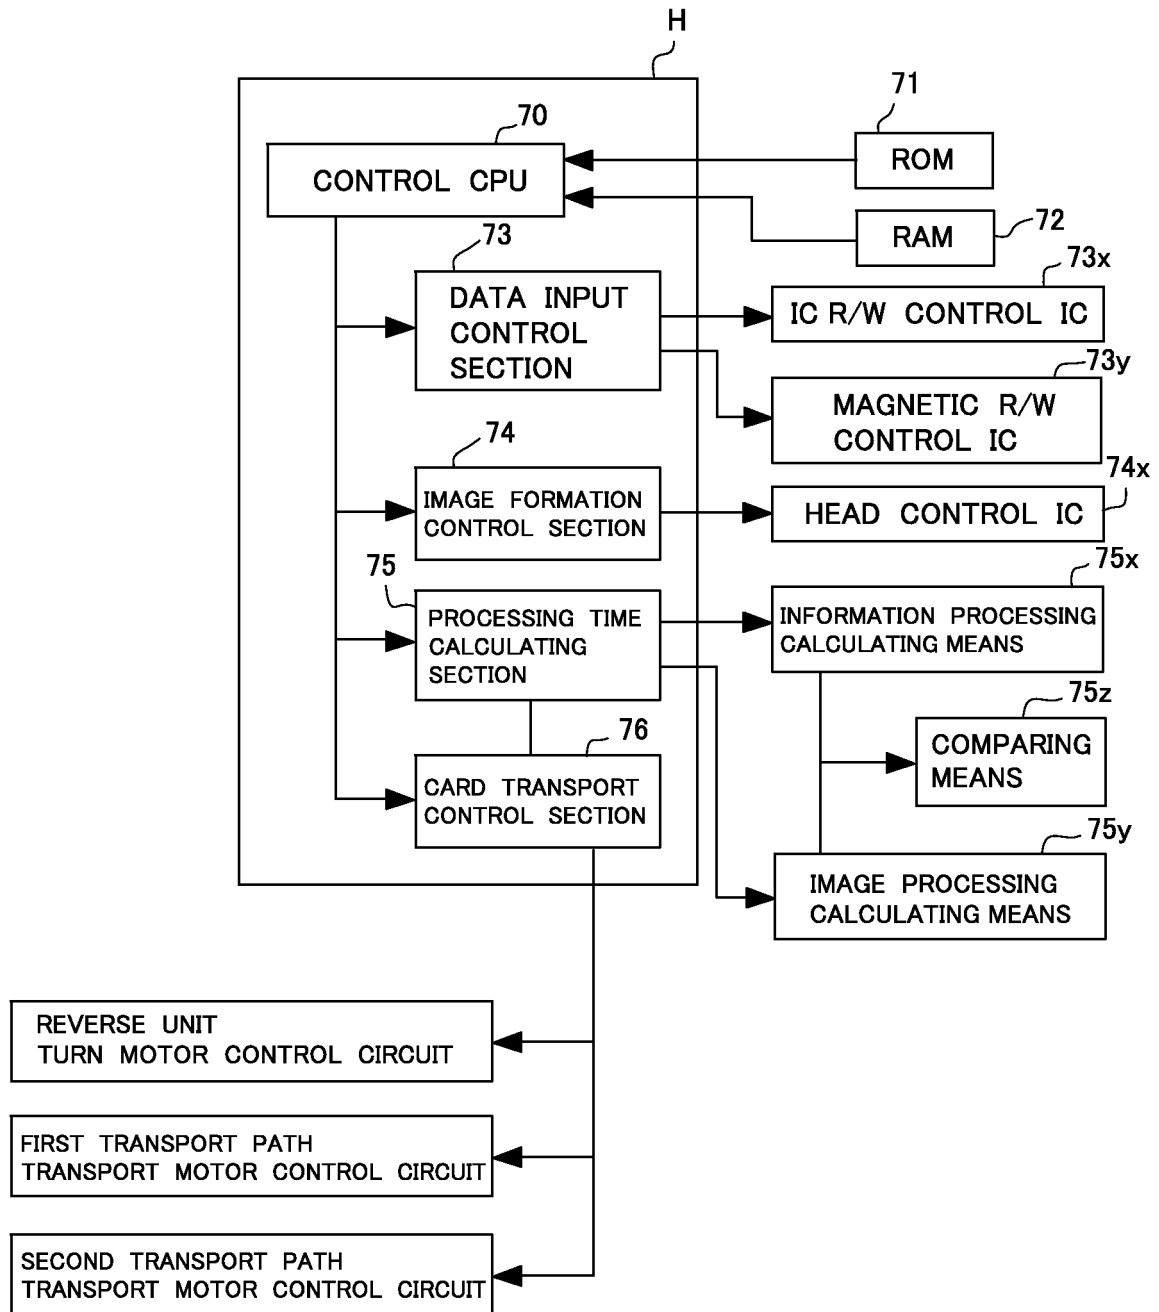 H
70
71
CONTROL CPU
ROM
72
RAM
73
DATA INPUT
CONTROL
SECTION
73x
IC R/W CONTROL IC
73y
MAGNETIC R/W
CONTROL IC
74
IMAGE FORMATION
CONTROL SECTION
74x
HEAD CONTROL IC
75
PROCESSING TIME
CALCULATING
SECTION
75x
INFORMATION PROCESSING
CALCULATING MEANS
75z
COMPARING
MEANS
76
CARD TRANSPORT
CONTROL SECTION
75y
IMAGE PROCESSING
CALCULATING MEANS
REVERSE UNIT
TURN MOTOR CONTROL CIRCUIT
FIRST TRANSPORT PATH
TRANSPORT MOTOR CONTROL CIRCUIT
SECOND TRANSPORT PATH
TRANSPORT MOTOR CONTROL CIRCUIT